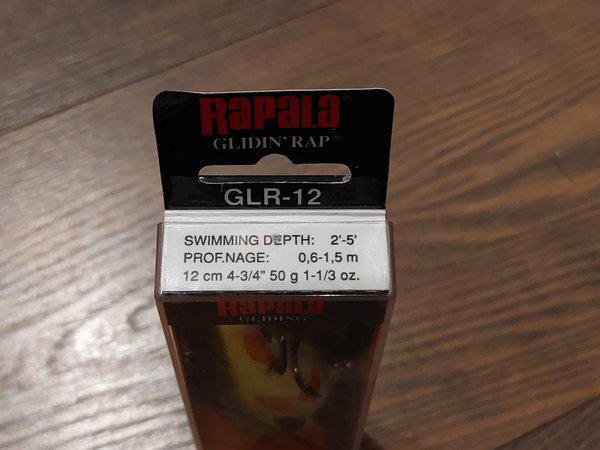 Rapala®
GLIDIN' RAP®
GLR-12
SWIMMING DEPTH: 2'-5'
PROF.NAGE: 0,6-1,5 m
12 cm 4-3/4" 50 g 1-1/3 oz.
Rapala
GLIDING